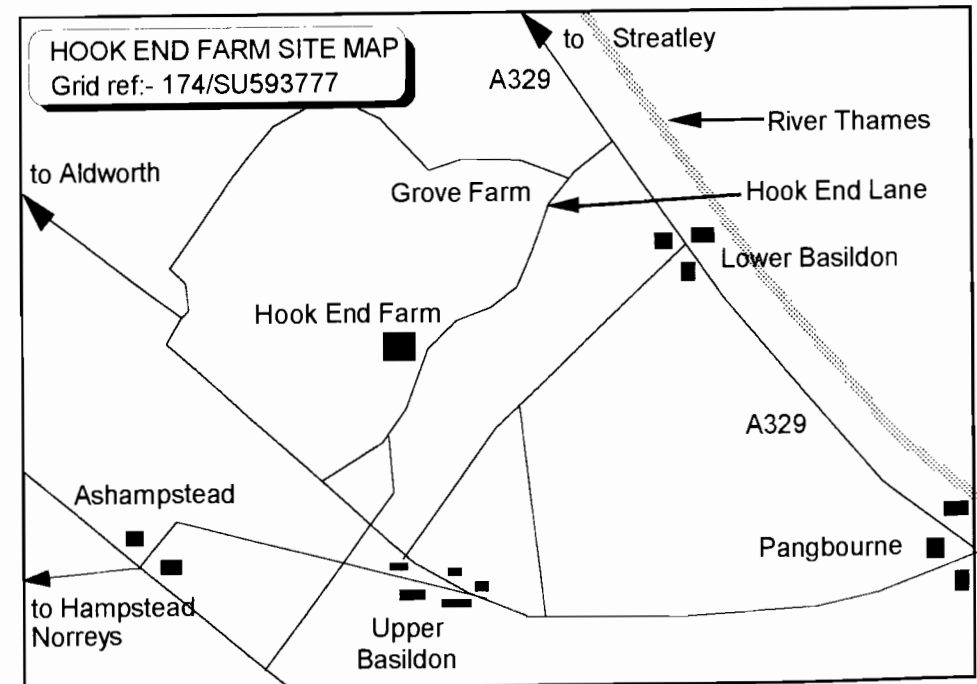 HOOK END FARM SITE MAP
Grid ref:- 174/SU593777
to Streatley
A329
River Thames
to Aldworth
Grove Farm
Hook End Lane
Lower Basildon
Hook End Farm
A329
Ashampstead
Pangbourne
to Hampstead
Norreys
Upper
Basildon